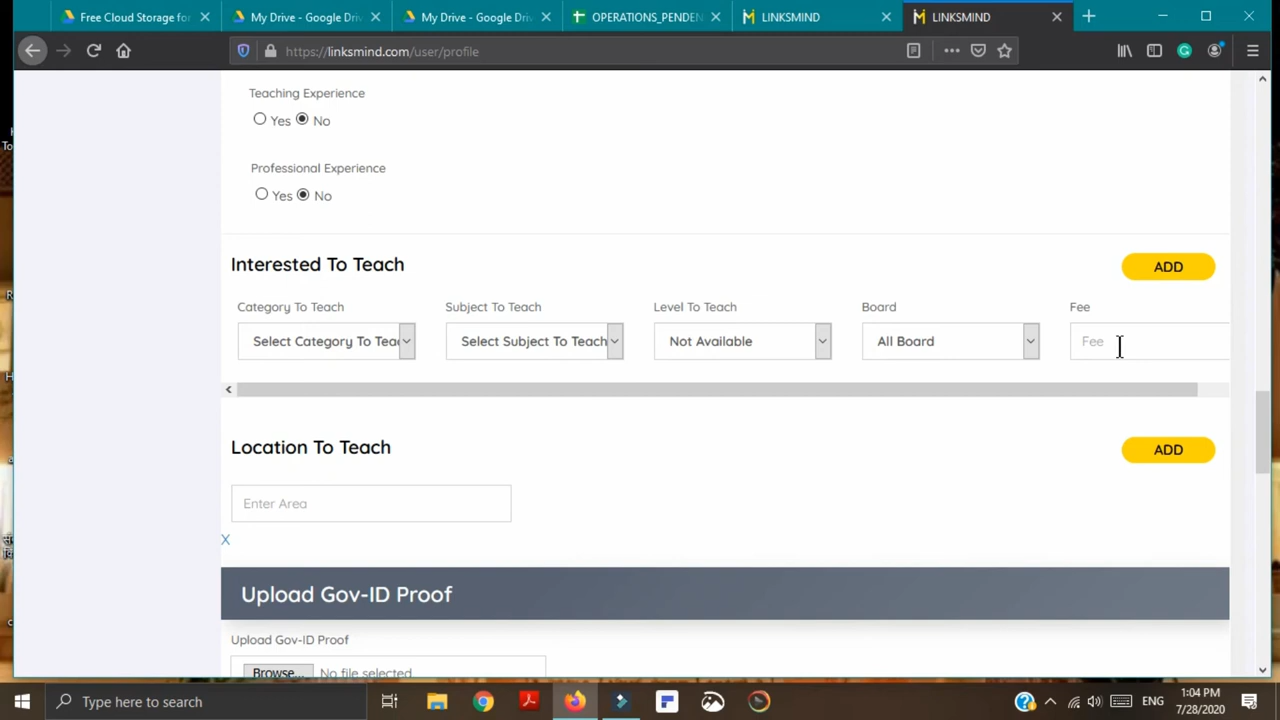 Free Cloud Storage for
My Drive - Google Dri
My Drive - Google Dri
OPERATIONS_PENDEN
LINKSMIND
LINKSMIND
https://linksmind.com/user/profile
Teaching Experience
Yes No
Professional Experience
Yes No
Interested To Teach
ADD
Category To Teach
Subject To Teach
Level To Teach
Board
Fee
Select Category To Tea
Select Subject To Teach
Not Available
All Board
Fee
Location To Teach
ADD
Enter Area
X
Upload Gov-ID Proof
Upload Gov-ID Proof
Browse... No file selected.
Type here to search
ENG
1:04 PM
7/28/2020